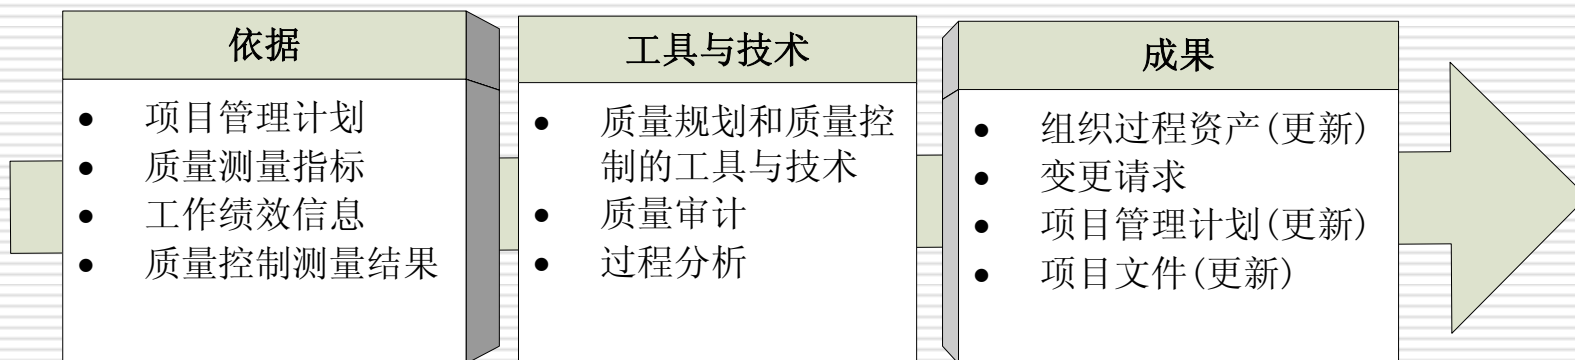 依据
● 项目管理计划
● 质量测量指标
● 工作绩效信息
● 质量控制测量结果
工具与技术
● 质量规划和质量控
制的工具与技术
● 质量审计
● 过程分析
成果
● 组织过程资产(更新)
● 变更请求
● 项目管理计划(更新)
● 项目文件(更新)